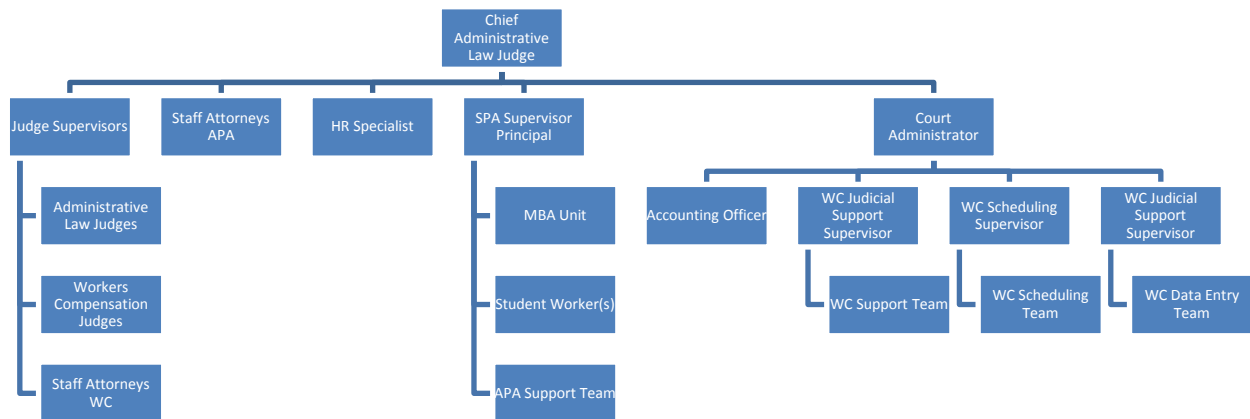 Chief
Administrative
Law Judge
Judge Supervisors
Staff Attorneys
APA
HR Specialist
SPA Supervisor
Principal
Court
Administrator
Administrative
Law Judges
Workers
Compensation
Judges
Staff Attorneys
WC
MBA Unit
Student Worker(s)
APA Support Team
Accounting Officer
WC Judicial
Support
Supervisor
WC Scheduling
Supervisor
WC Judicial
Support
Supervisor
WC Support Team
WC Scheduling
Team
WC Data Entry
Team